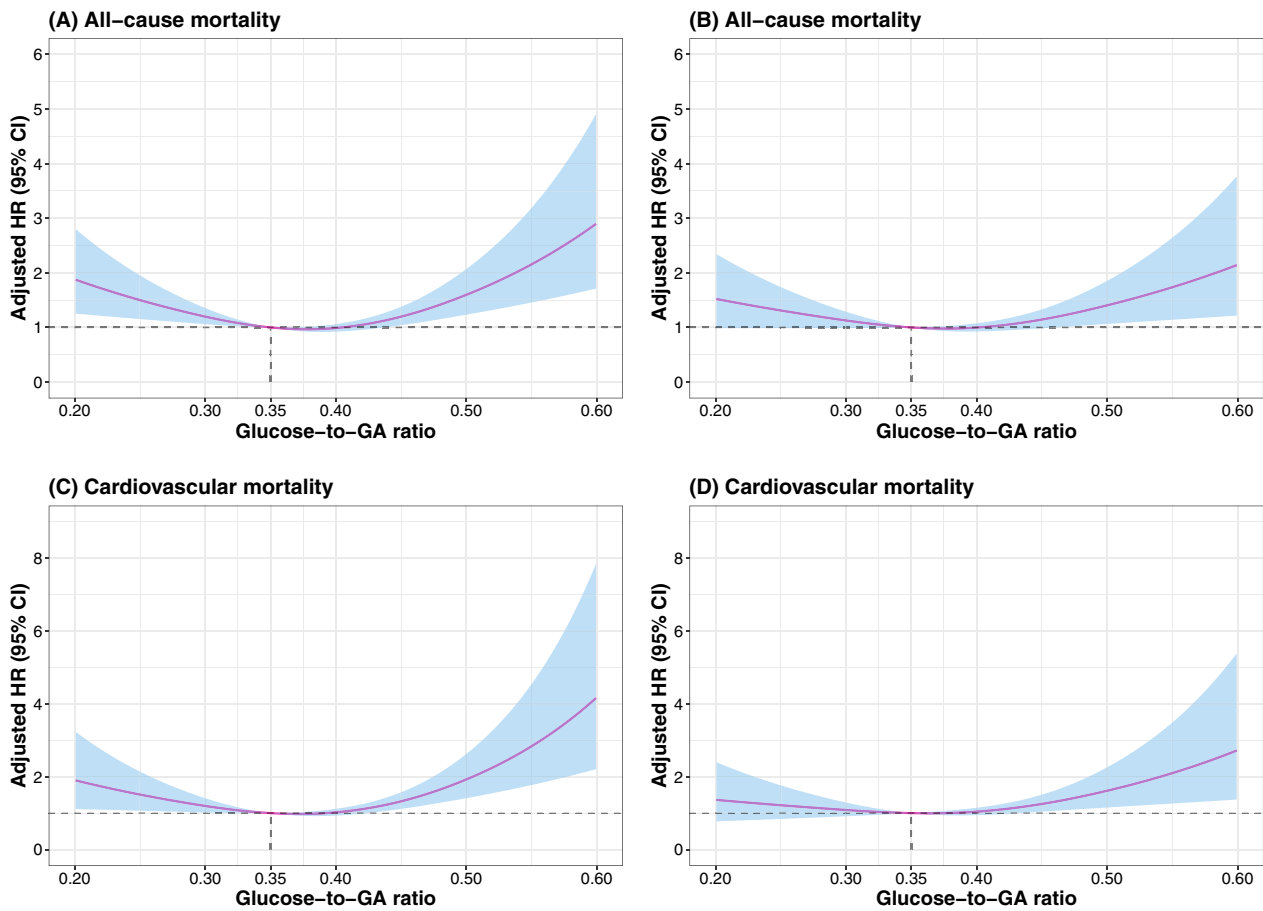 (A) All−cause mortality
Adjusted HR (95% CI)
6
5
4
3
2
1
0
0.20 0.30 0.35 0.40 0.50 0.60
Glucose−to−GA ratio
(B) All−cause mortality
Adjusted HR (95% CI)
6
5
4
3
2
1
0
0.20 0.30 0.35 0.40 0.50 0.60
Glucose−to−GA ratio
(C) Cardiovascular mortality
Adjusted HR (95% CI)
8
6
4
2
0
0.20 0.30 0.35 0.40 0.50 0.60
Glucose−to−GA ratio
(D) Cardiovascular mortality
Adjusted HR (95% CI)
8
6
4
2
0
0.20 0.30 0.35 0.40 0.50 0.60
Glucose−to−GA ratio